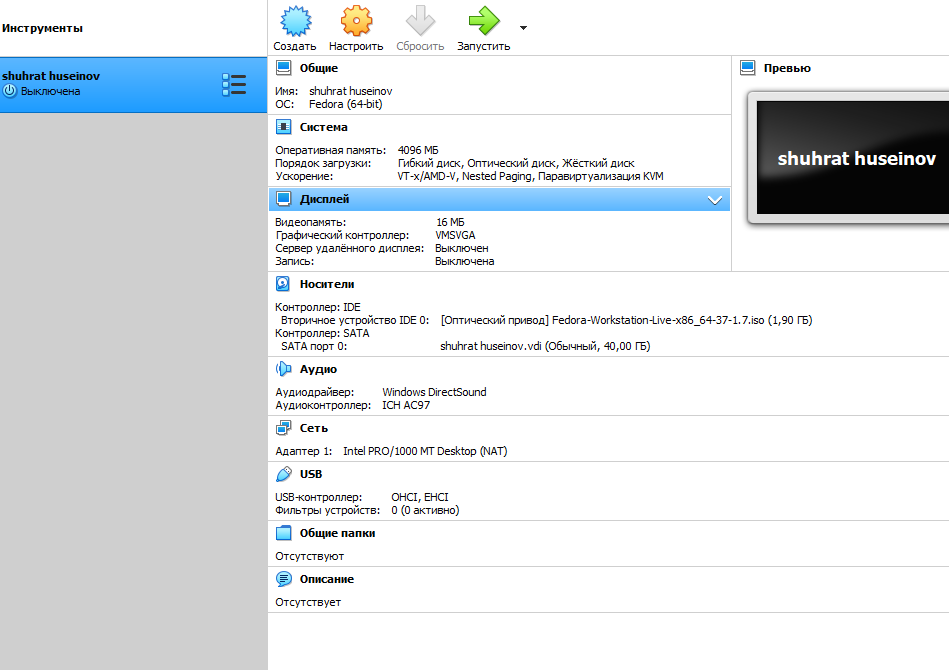 Инструменты
Создать Настроить Сбросить Запустить
shuhrat huseinov
Выключена
Общие
Имя: shuhrat huseinov
ОС: Fedora (64-bit)
Превью
shuhrat huseinov
Система
Оперативная память: 4096 МБ
Порядок загрузки: Гибкий диск, Оптический диск, Жёсткий диск
Ускорение: VT-x/AMD-V, Nested Paging, Паравиртуализация KVM
Дисплей
Видеопамять: 16 МБ
Графический контроллер: VMSVGA
Сервер удалённого дисплея: Выключен
Запись: Выключена
Носители
Контроллер: IDE
Вторичное устройство IDE 0: [Оптический привод] Fedora-Workstation-Live-x86_64-37-1.7.iso (1,90 ГБ)
Контроллер: SATA
SATA порт 0: shuhrat huseinov.vdi (Обычный, 40,00 ГБ)
Аудио
Аудиодрайвер: Windows DirectSound
Аудиоконтроллер: ICH AC97
Сеть
Адаптер 1: Intel PRO/1000 MT Desktop (NAT)
USB
USB-контроллер: OHCI, EHCI
Фильтры устройств: 0 (0 активно)
Общие папки
Отсутствуют
Описание
Отсутствует